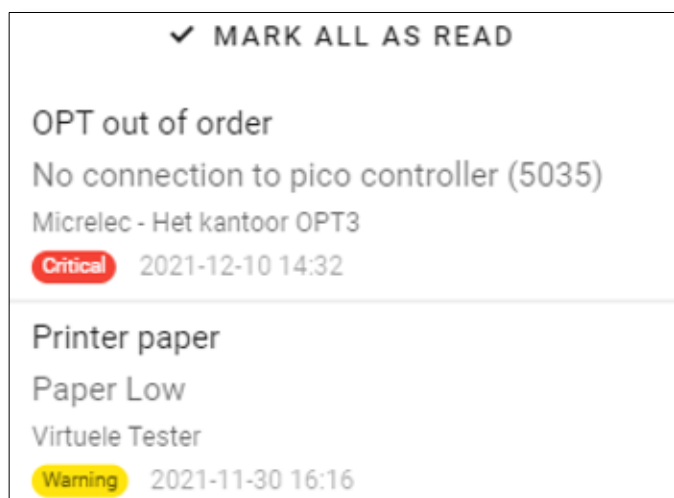 MARK ALL AS READ
OPT out of order
No connection to pico controller (5035)
Micrelec - Het kantoor OPT3
Critical 2021-12-10 14:32
Printer paper
Paper Low
Virtuele Tester
Warning 2021-11-30 16:16